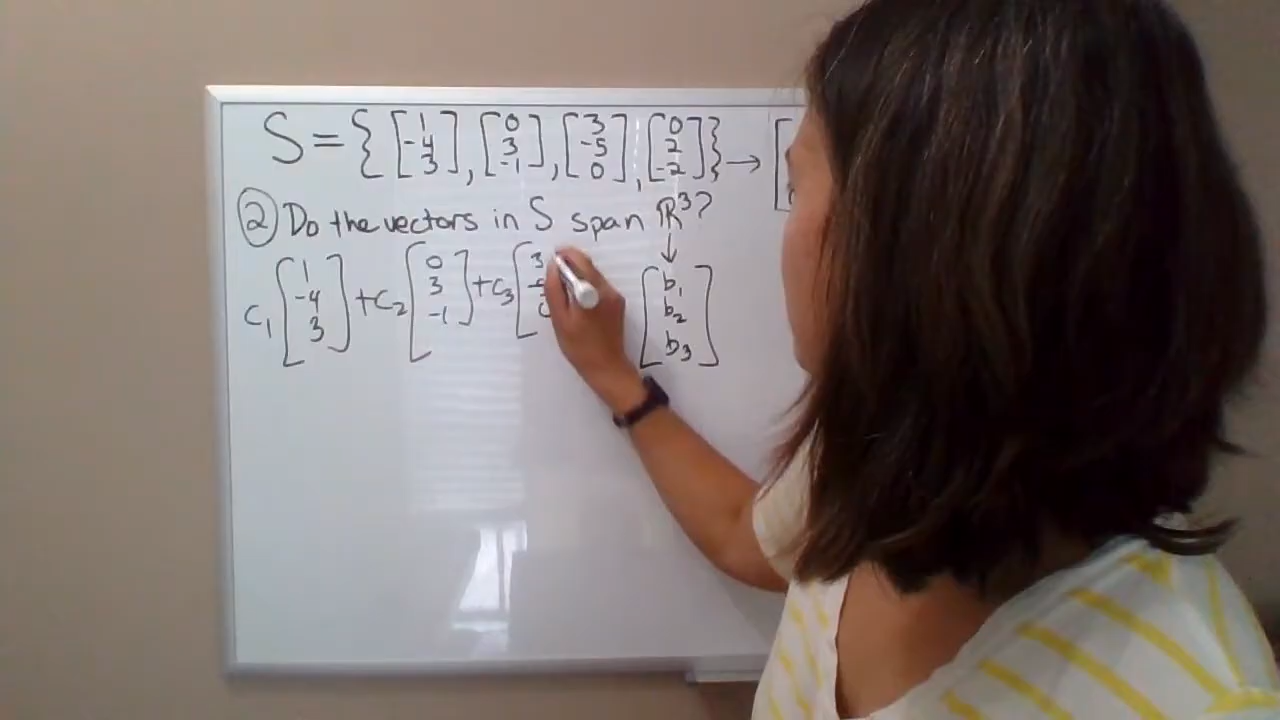 S = { [1 -4 3], [0 3 -1], [3 -5 0], [0 2 -2] } → [
② Do the vectors in S span ℝ³?
↓
c₁ [1 -4 3] + c₂ [0 3 -1] + c₃ [3 [b₁ b₂ b₃]